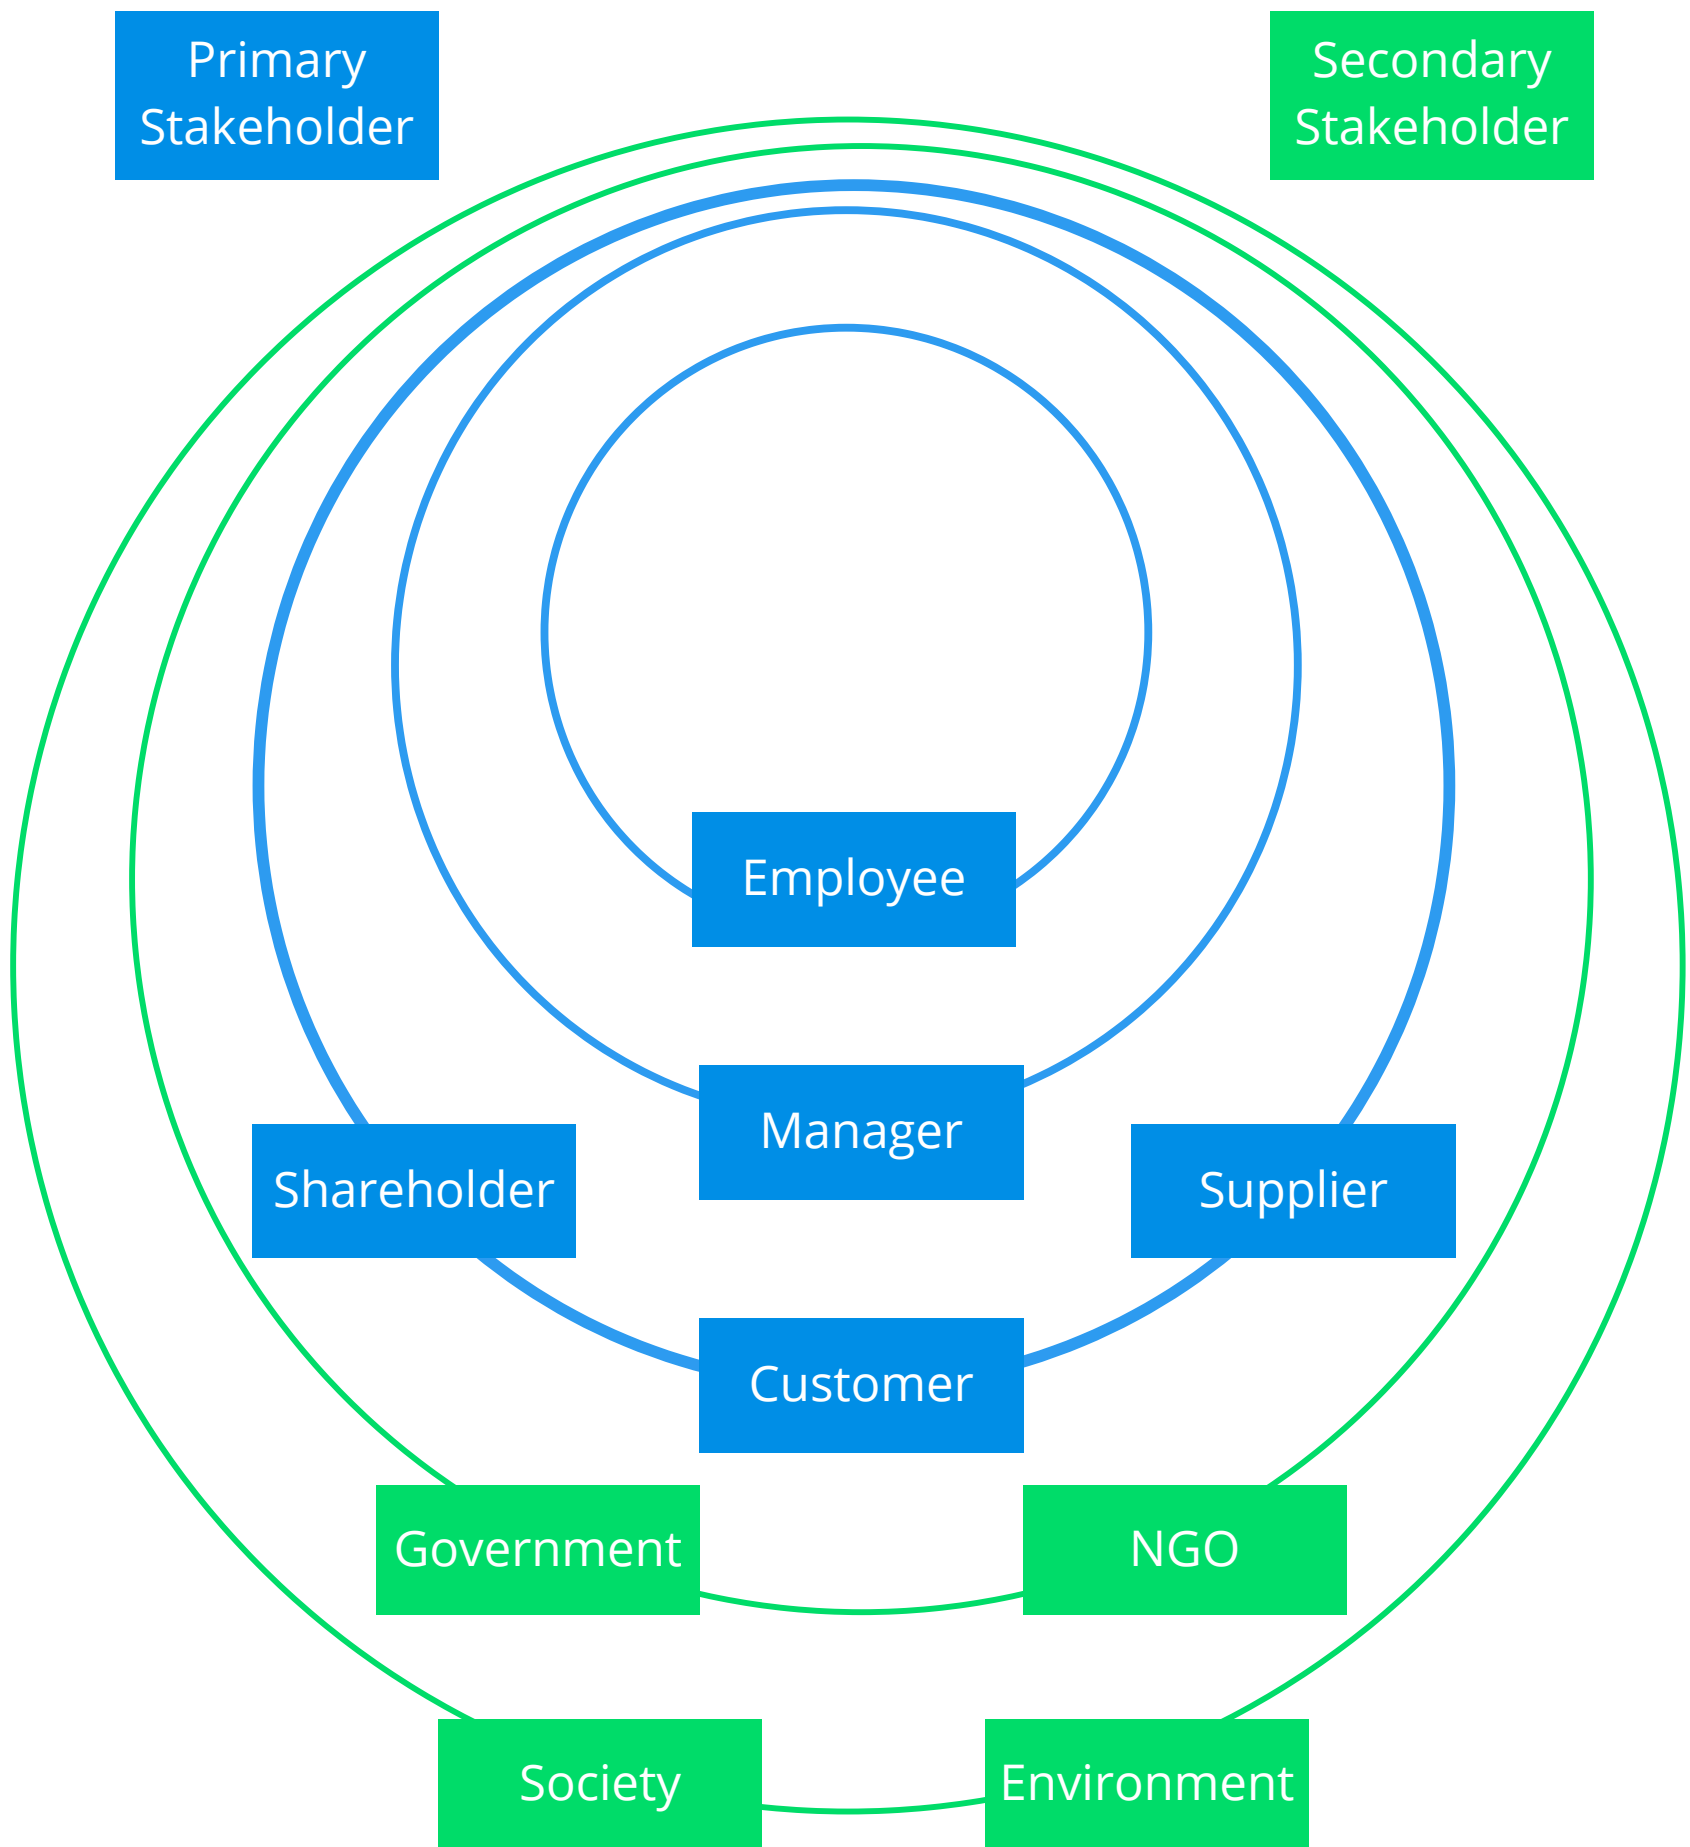 Primary
Stakeholder
Secondary
Stakeholder
Employee
Manager
Shareholder
Supplier
Customer
Government
NGO
Society
Environment